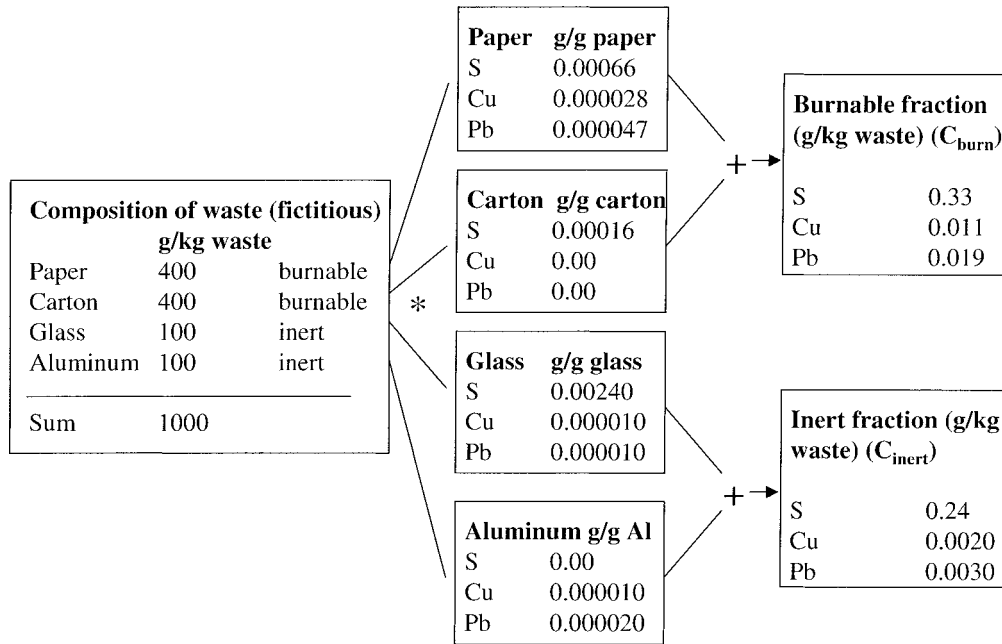 Composition of waste (fictitious)
g/kg waste
Paper 400 burnable
Carton 400 burnable
Glass 100 inert
Aluminum 100 inert
Sum 1000
*
Paper g/g paper
S 0.00066
Cu 0.000028
Pb 0.000047
Carton g/g carton
S 0.00016
Cu 0.00
Pb 0.00
Glass g/g glass
S 0.00240
Cu 0.000010
Pb 0.000010
Aluminum g/g Al
S 0.00
Cu 0.000010
Pb 0.000020
+
Burnable fraction
(g/kg waste) (C_burn)
S 0.33
Cu 0.011
Pb 0.019
+
Inert fraction (g/kg
waste) (C_inert)
S 0.24
Cu 0.0020
Pb 0.0030